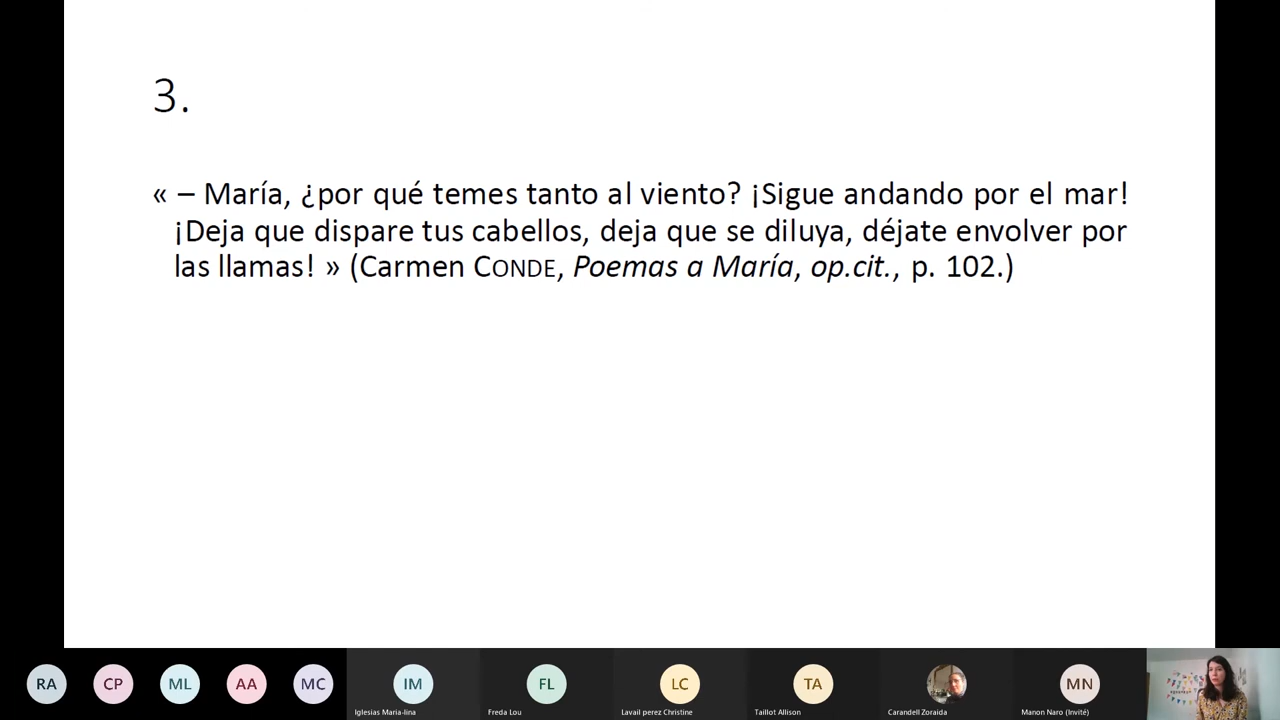 3.
« – María, ¿por qué temes tanto al viento? ¡Sigue andando por el mar!
¡Deja que dispare tus cabellos, deja que se diluya, déjate envolver por
las llamas! » (Carmen CONDE, Poemas a María, op.cit., p. 102.)
RA CP ML AA MC IM FL LC TA MN
Iglesias Maria-lina Freda Lou Lavail perez Christine Taillot Allison Carandell Zoraida Manon Naro (Invité)